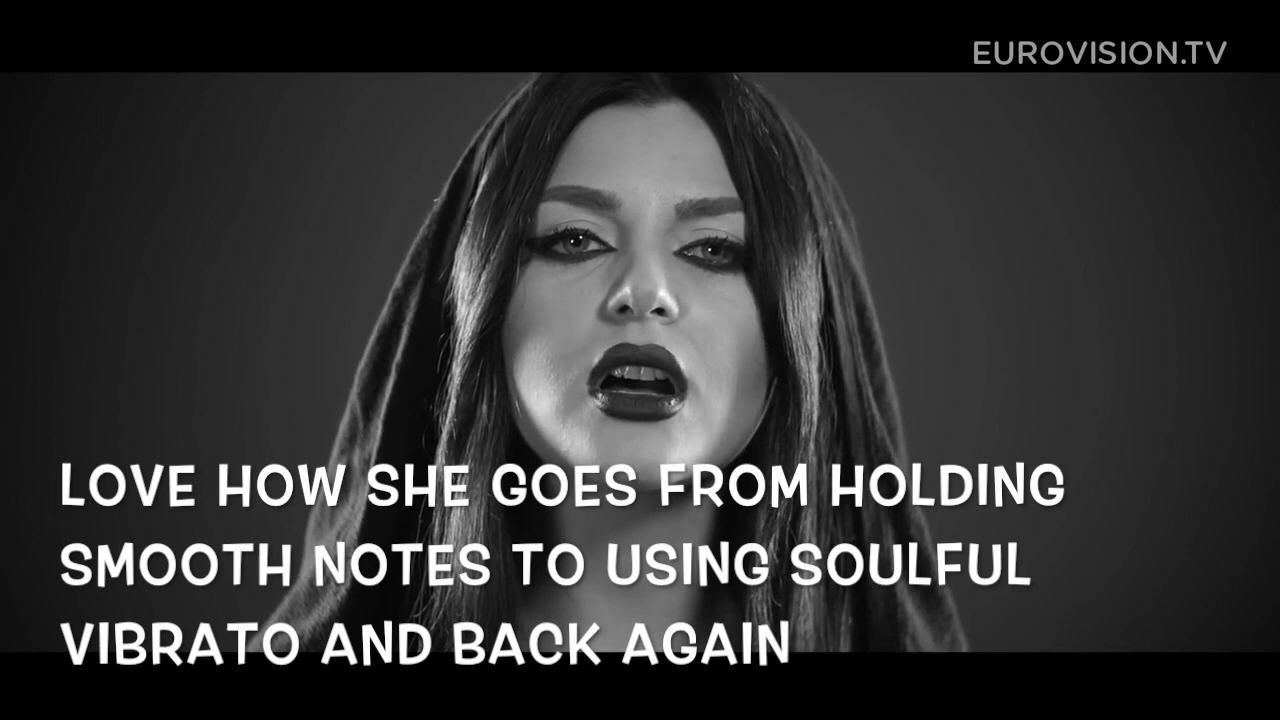 EUROVISION.TV
LOVE HOW SHE GOES FROM HOLDING
SMOOTH NOTES TO USING SOULFUL
VIBRATO AND BACK AGAIN